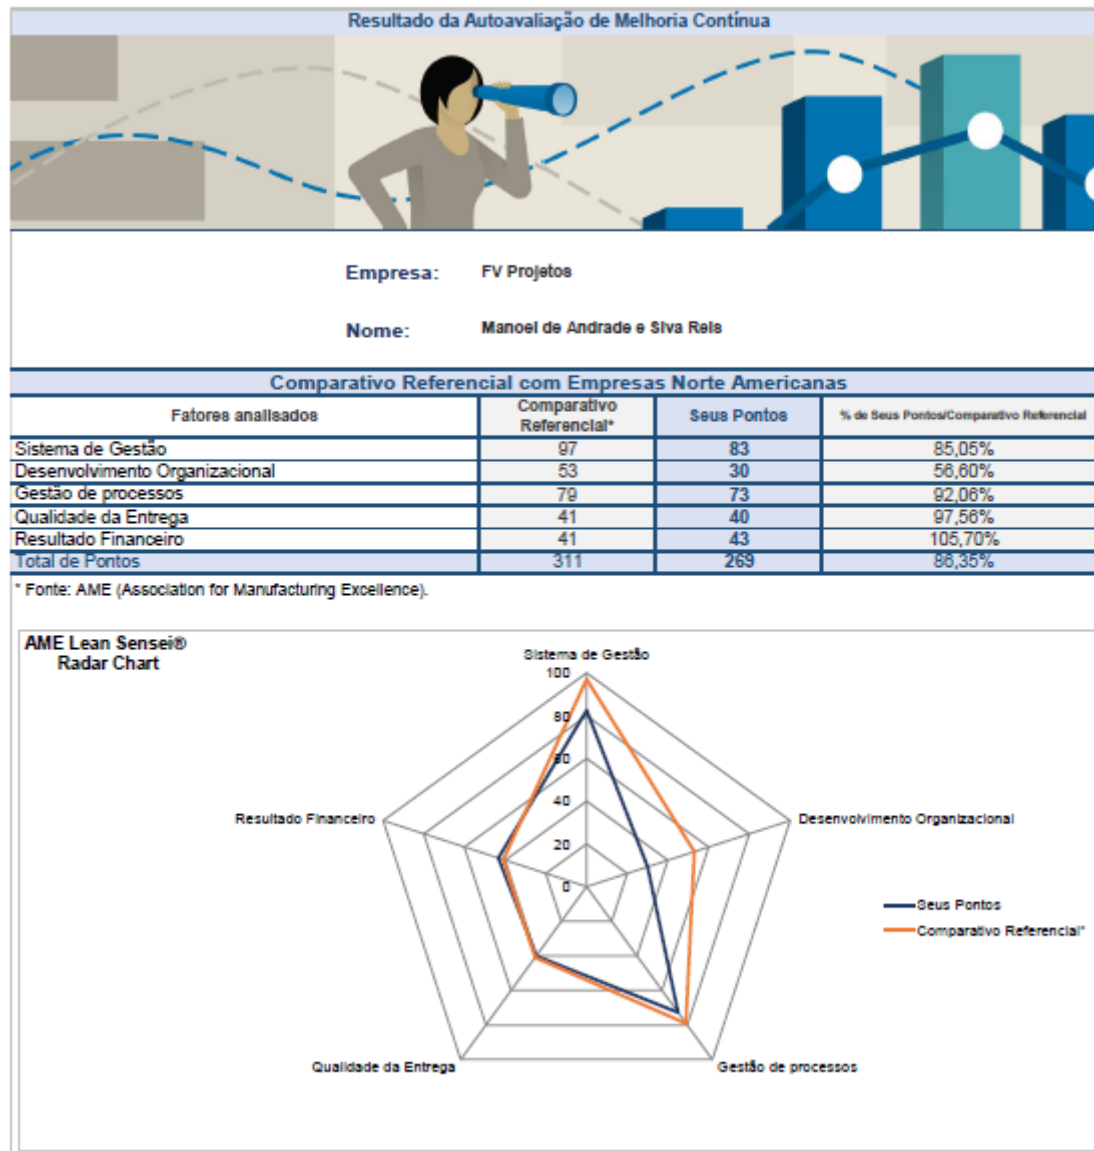 Resultado da Autoavaliação de Melhoria Contínua
Empresa: FV Projetos
Nome: Manoel de Andrade e Silva Reis
Comparativo Referencial com Empresas Norte Americanas
Fatores analisados Comparativo Referencial* Seus Pontos % de Seus Pontos/Comparativo Referencial
Sistema de Gestão 97 83 85,05%
Desenvolvimento Organizacional 53 30 56,60%
Gestão de processos 79 73 92,06%
Qualidade da Entrega 41 40 97,56%
Resultado Financeiro 41 43 105,70%
Total de Pontos 311 269 86,35%
* Fonte: AME (Association for Manufacturing Excellence).
AME Lean Sensei®
Radar Chart
Sistema de Gestão
100
80
60
40
20
0
Resultado Financeiro
Desenvolvimento Organizacional
Seus Pontos
Comparativo Referencial*
Qualidade da Entrega
Gestão de processos